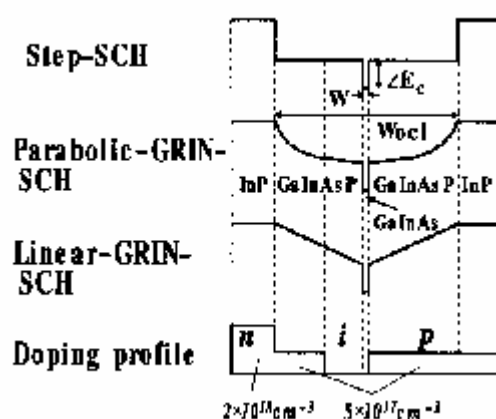 Step-SCH
∠E_c
W
Wocl
Parabolic-GRIN-
SCH
InP GaInAsP GaInAsP InP
GaInAs
Linear-GRIN-
SCH
n i p
Doping profile
2×10¹⁸cm⁻³ 5×10¹⁷cm⁻³